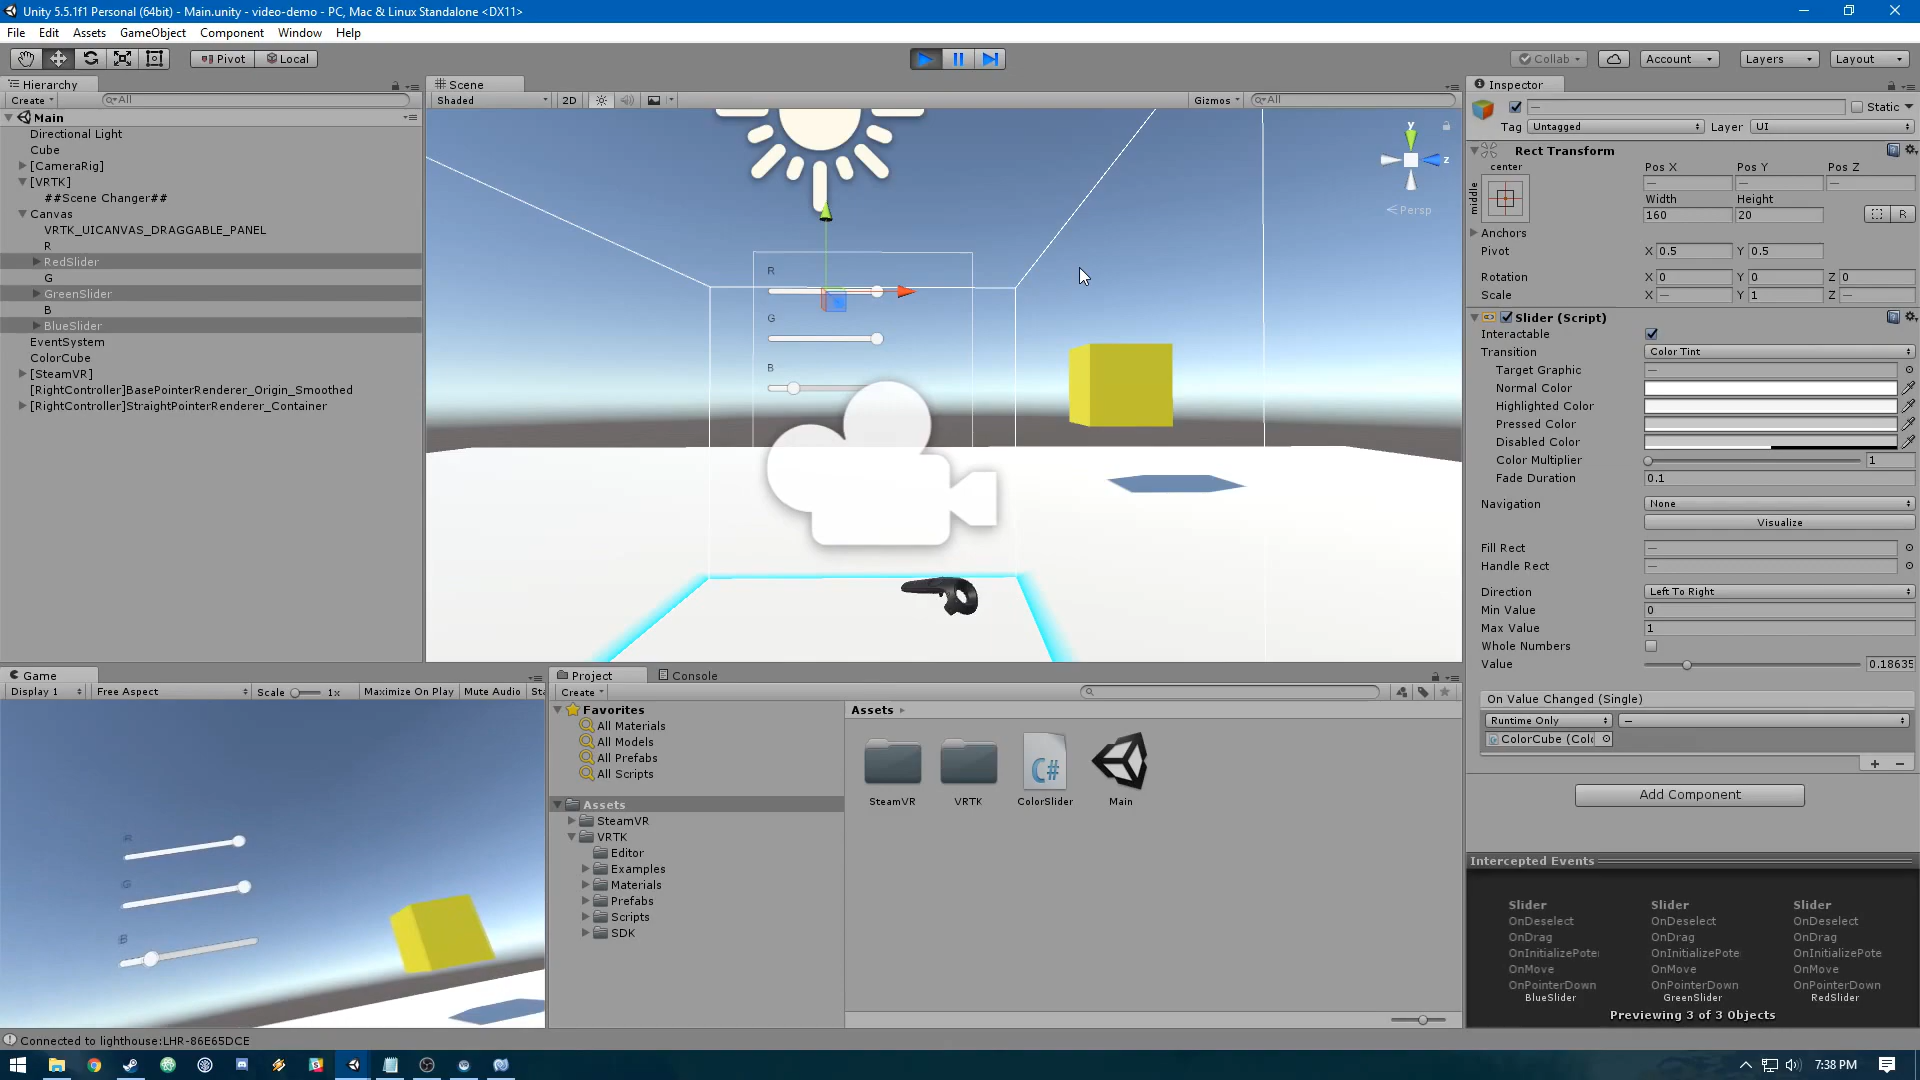 Unity 5.5.1f1 Personal (64bit) - Main.unity - video-demo - PC, Mac & Linux Standalone <DX11>
File Edit Assets GameObject Component Window Help
Pivot Local Collab Account Layers Layout
Hierarchy
Create All
Main
Directional Light
Cube
[CameraRig]
[VRTK]
##Scene Changer##
Canvas
VRTK_UICANVAS_DRAGGABLE_PANEL
R
RedSlider
G
GreenSlider
B
BlueSlider
EventSystem
ColorCube
[SteamVR]
[RightController]BasePointerRenderer_Origin_Smoothed
[RightController]StraightPointerRenderer_Container
Scene
Shaded 2D Gizmos All
y
z
Persp
R
G
B
Inspector
Static
Tag Untagged Layer UI
Rect Transform
center
middle
Pos X Pos Y Pos Z
Width Height
160 20 R
Anchors
Pivot X 0.5 Y 0.5
Rotation X 0 Y 0 Z 0
Scale X — Y 1 Z —
Slider (Script)
Interactable
Transition Color Tint
Target Graphic —
Normal Color
Highlighted Color
Pressed Color
Disabled Color
Color Multiplier 1
Fade Duration 0.1
Navigation None
Visualize
Fill Rect —
Handle Rect —
Direction Left To Right
Min Value 0
Max Value 1
Whole Numbers
Value 0.18635
On Value Changed (Single)
Runtime Only —
ColorCube (Colo
Add Component
Intercepted Events
Slider Slider Slider
OnDeselect OnDeselect OnDeselect
OnDrag OnDrag OnDrag
OnInitializePote OnInitializePote OnInitializePote
OnMove OnMove OnMove
OnPointerDown OnPointerDown OnPointerDown
BlueSlider GreenSlider RedSlider
Previewing 3 of 3 Objects
Game
Display 1 Free Aspect Scale 1x Maximize On Play Mute Audio Sta
R
G
B
Project Console
Create
Favorites
All Materials
All Models
All Prefabs
All Scripts
Assets
SteamVR
VRTK
Editor
Examples
Materials
Prefabs
Scripts
SDK
Assets
C#
SteamVR VRTK ColorSlider Main
Connected to lighthouse:LHR-86E65DCE
7:38 PM